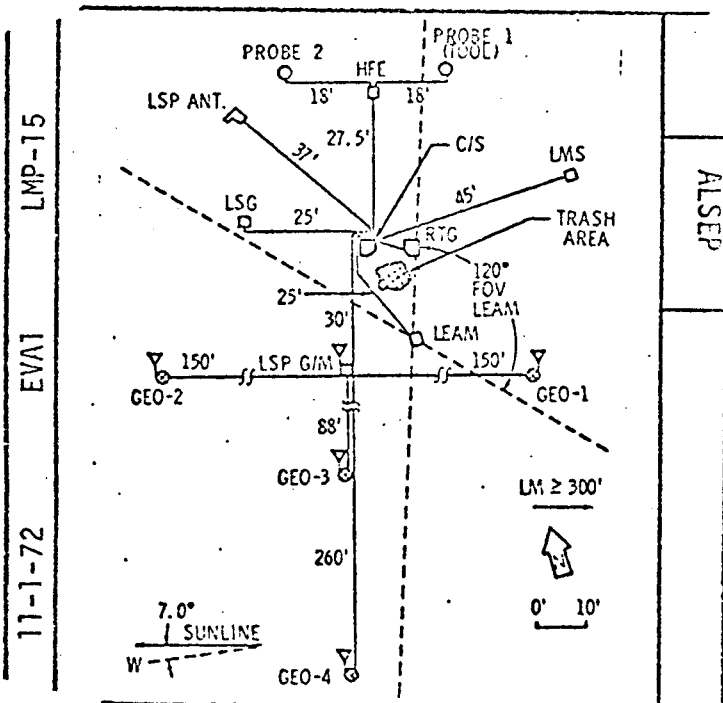 LMP-15
EVA1
11-1-72
ALSEP
PROBE 2
HFE
PROBE 1
(TOOL)
18'
18'
LSP ANT.
37'
27.5'
C/S
LMS
LSG
25'
45'
RTG
TRASH
AREA
120°
FOV
LEAM
25'
30'
LEAM
150'
LSP G/M
150'
GEO-2
GEO-1
88'
GEO-3
LM ≥ 300'
260'
0' 10'
7.0°
SUNLINE
W
GEO-4